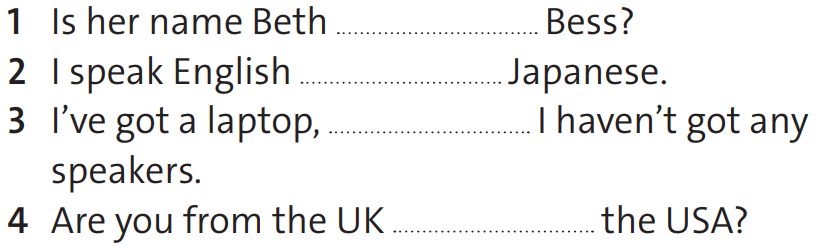 1 Is her name Beth ........................ Bess?
2 I speak English ........................ Japanese.
3 I’ve got a laptop, ........................ I haven’t got any
speakers.
4 Are you from the UK ........................ the USA?